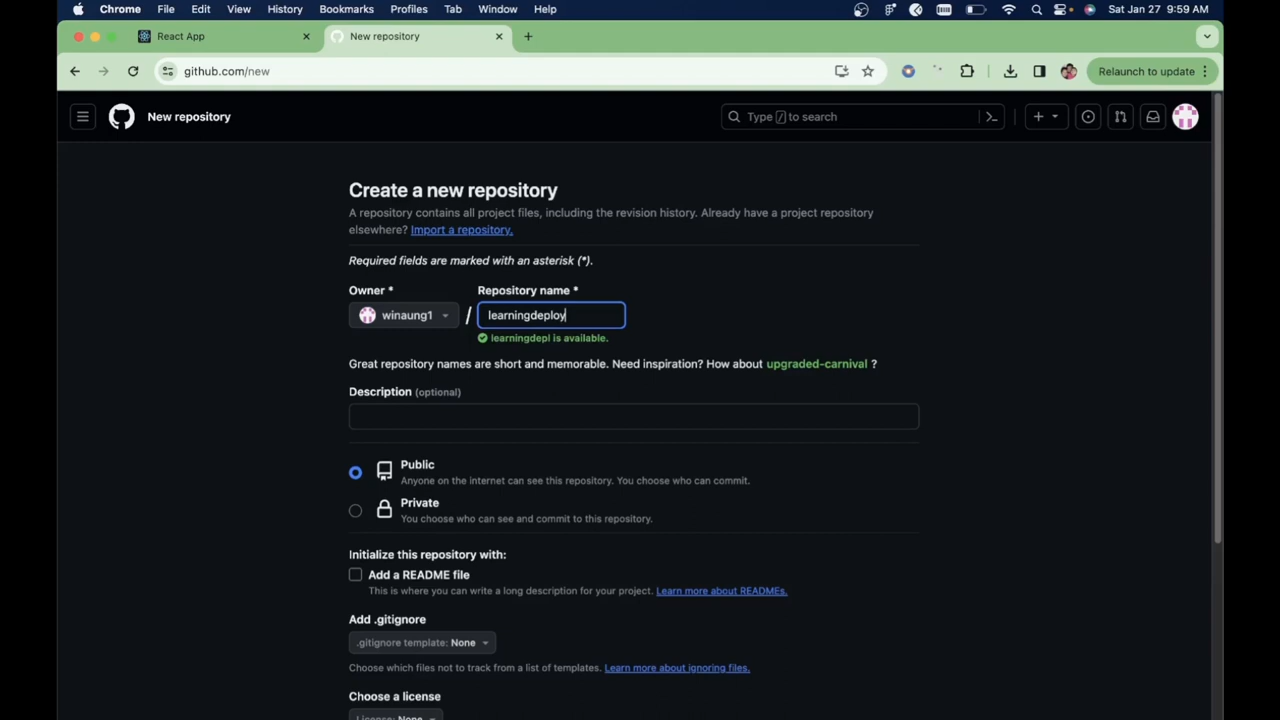 Chrome File Edit View History Bookmarks Profiles Tab Window Help Sat Jan 27 9:59 AM
React App New repository
github.com/new Relaunch to update
New repository Type / to search
Create a new repository
A repository contains all project files, including the revision history. Already have a project repository
elsewhere? Import a repository.
Required fields are marked with an asterisk (*).
Owner * Repository name *
winaung1 / learningdeploy
learningdepl is available.
Great repository names are short and memorable. Need inspiration? How about upgraded-carnival ?
Description (optional)
Public
Anyone on the internet can see this repository. You choose who can commit.
Private
You choose who can see and commit to this repository.
Initialize this repository with:
Add a README file
This is where you can write a long description for your project. Learn more about READMEs.
Add .gitignore
.gitignore template: None
Choose which files not to track from a list of templates. Learn more about ignoring files.
Choose a license
License: None